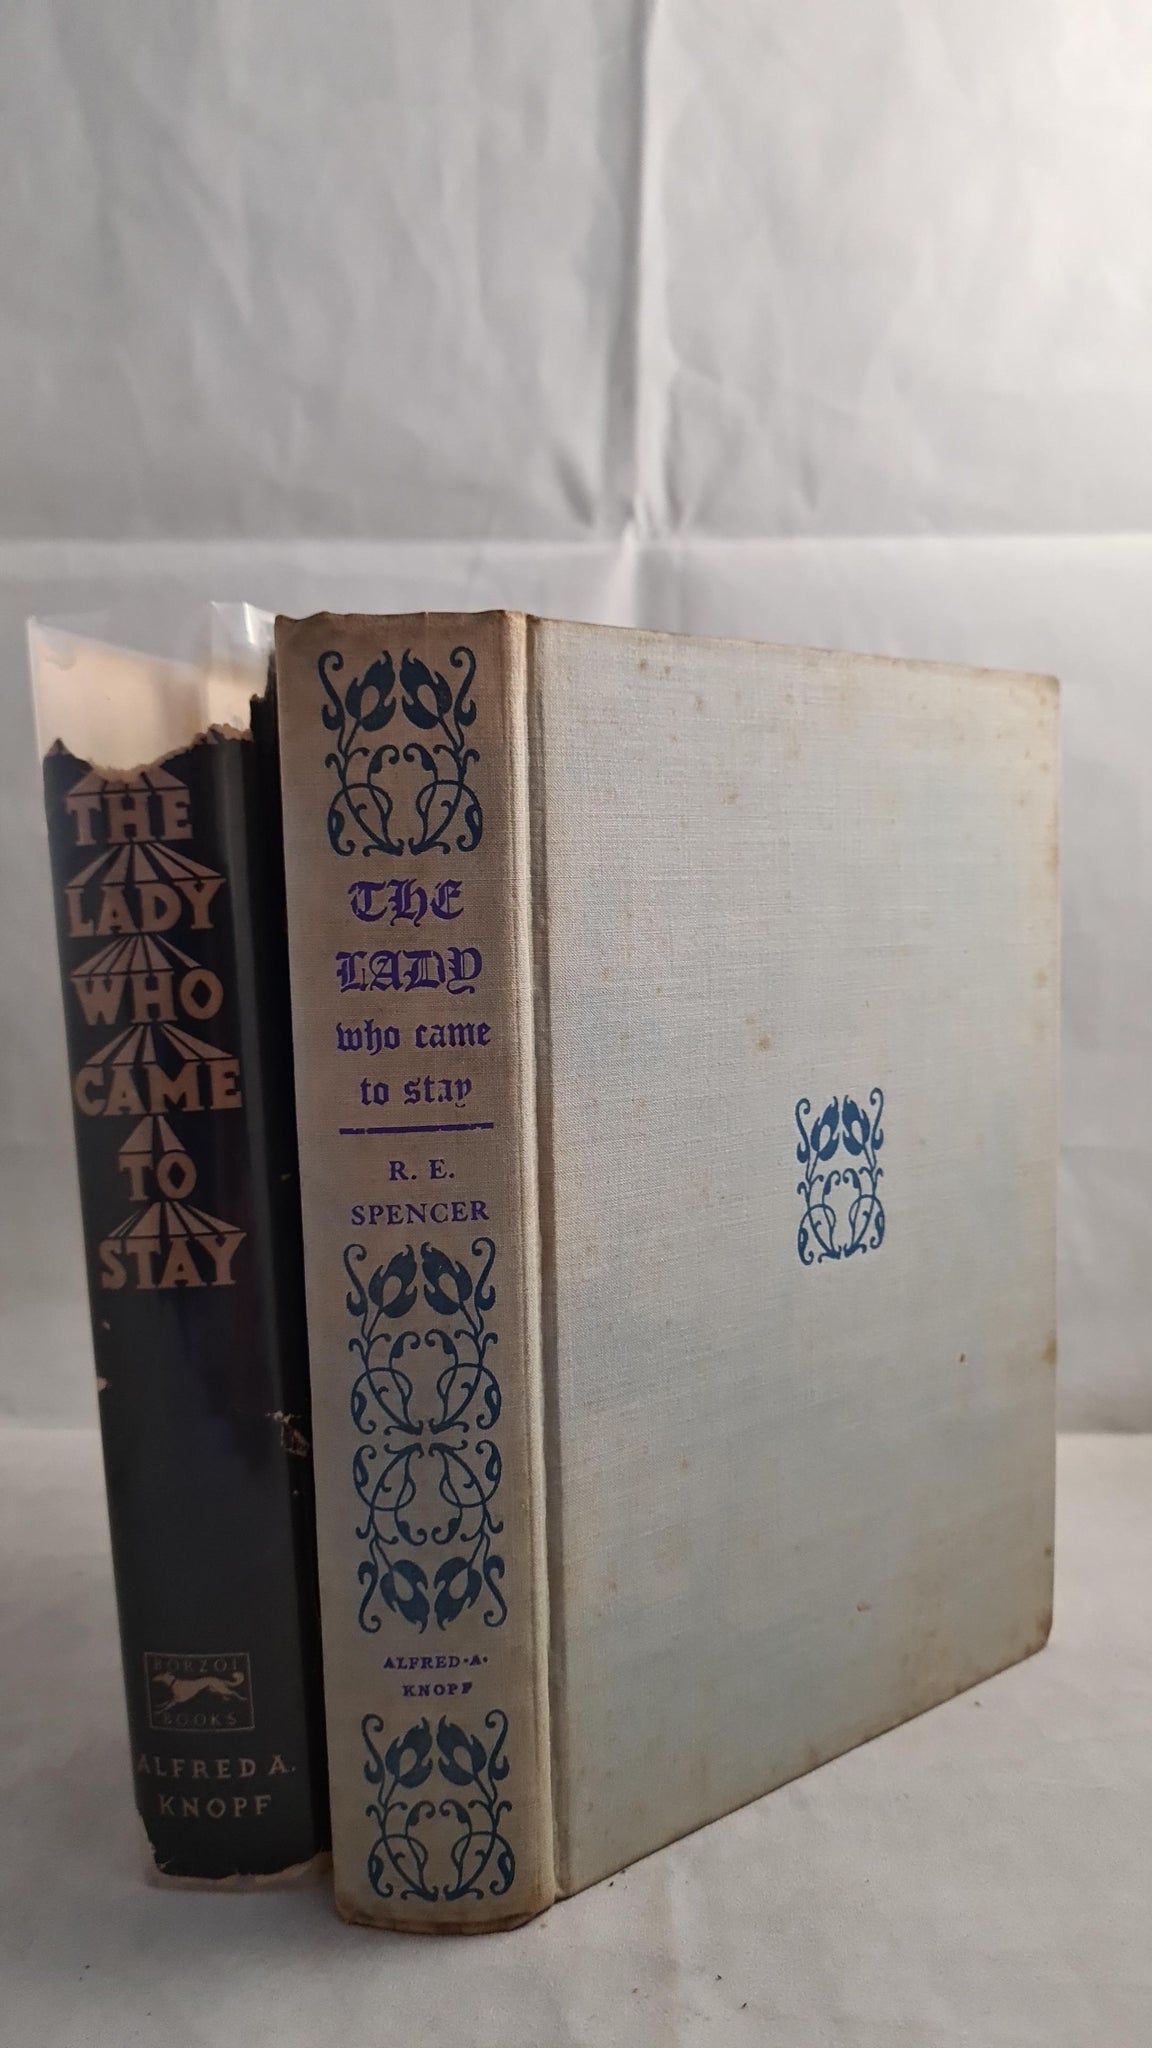 THE
LADY
WHO
CAME
TO
STAY
BORZOI
BOOKS
ALFRED A.
KNOPF
THE
LADY
who came
to stay
R. E.
SPENCER
ALFRED·A·
KNOPF